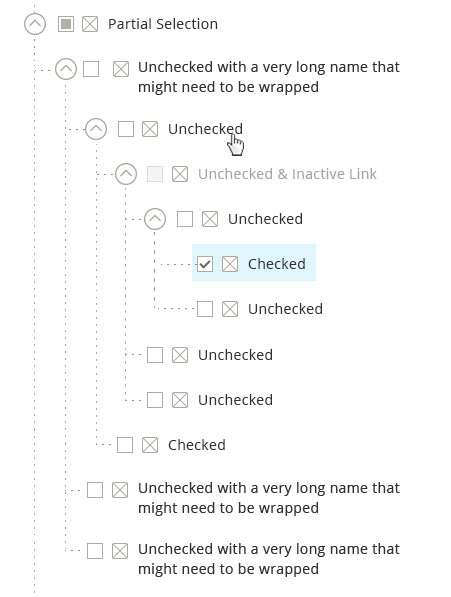 Partial Selection
Unchecked with a very long name that
might need to be wrapped
Unchecked
Unchecked & Inactive Link
Unchecked
Checked
Unchecked
Unchecked
Unchecked
Checked
Unchecked with a very long name that
might need to be wrapped
Unchecked with a very long name that
might need to be wrapped